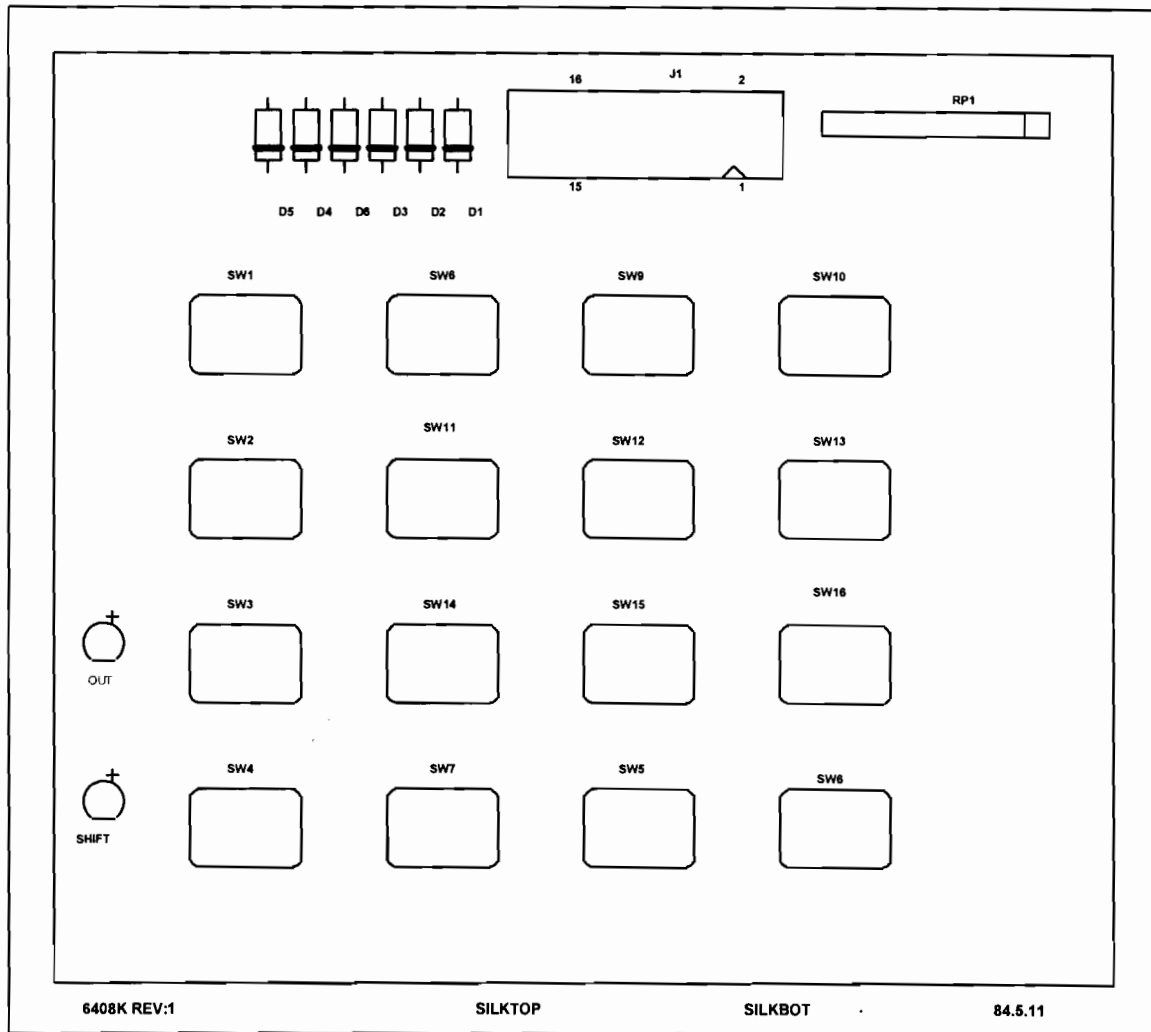 16 J1 2
RP1
15 1
D5 D4 D6 D3 D2 D1
SW1 SW6 SW9 SW10
SW2 SW11 SW12 SW13
SW3 SW14 SW15 SW16
+
OUT
SW4 SW7 SW5 SW6
+
SHIFT
6408K REV:1 SILKTOP SILKBOT 84.5.11